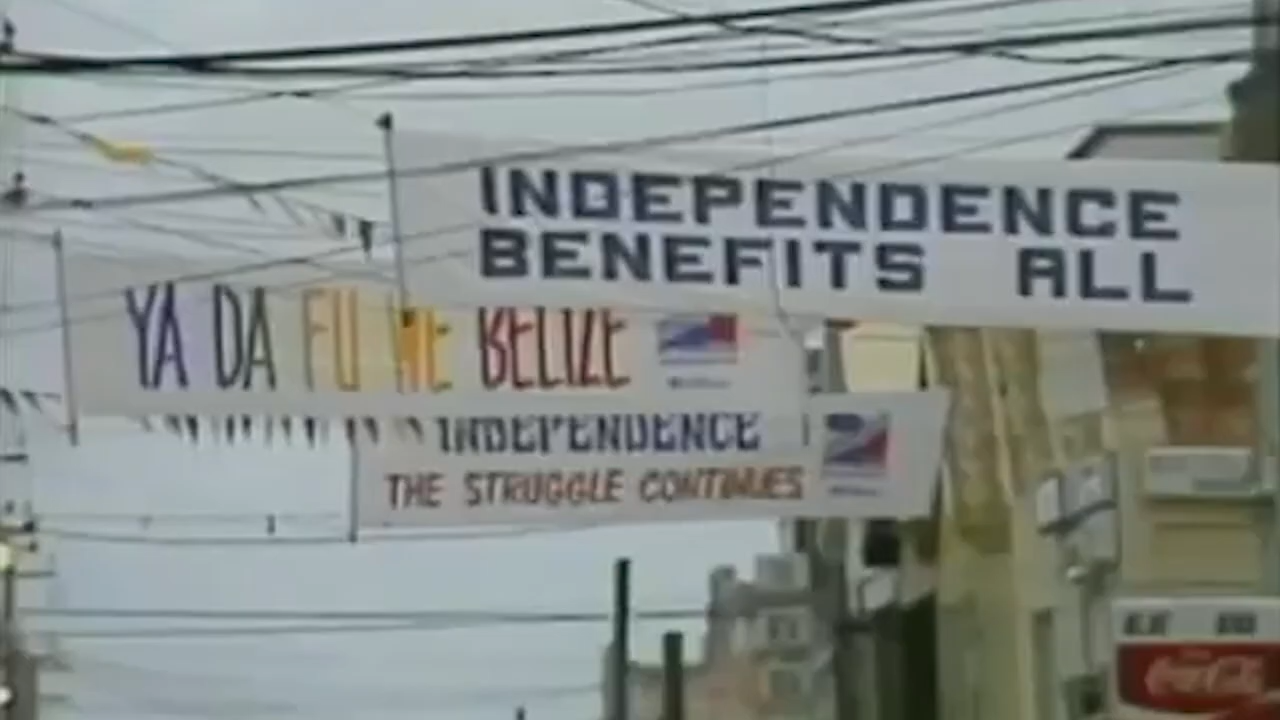 INDEPENDENCE
BENEFITS ALL
YA DA FU WE BELIZE
INDEPENDENCE
THE STRUGGLE CONTINUES
Coca-Cola